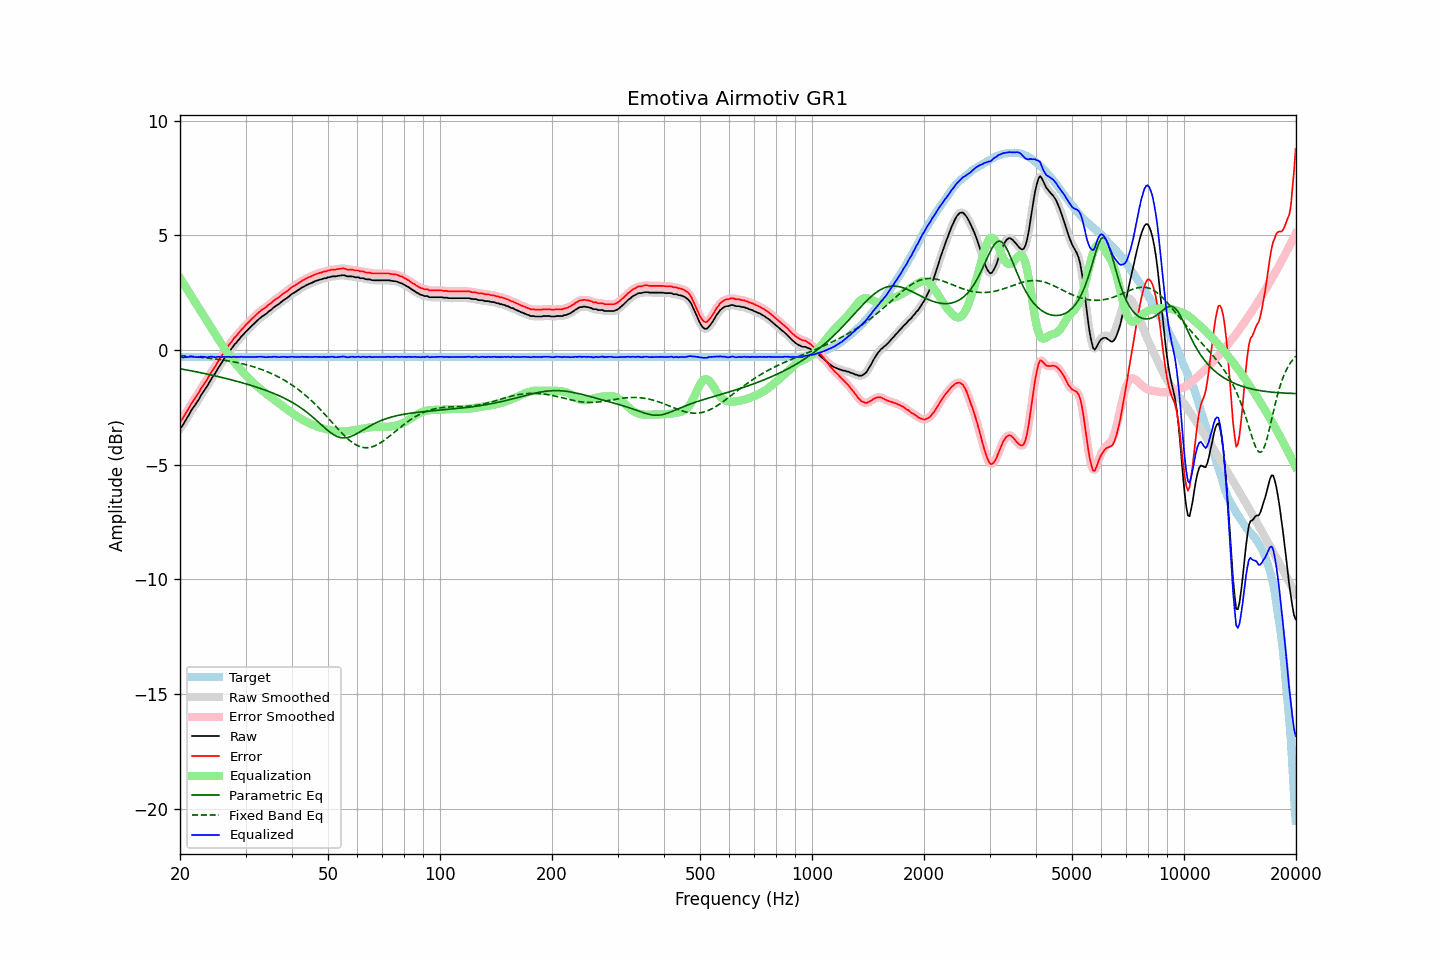 Emotiva Airmotiv GR1
10
5
0
−5
−10
−15
−20
Amplitude (dBr)
Target
Raw Smoothed
Error Smoothed
Raw
Error
Equalization
Parametric Eq
Fixed Band Eq
Equalized
20 50 100 200 500 1000 2000 5000 10000 20000
Frequency (Hz)